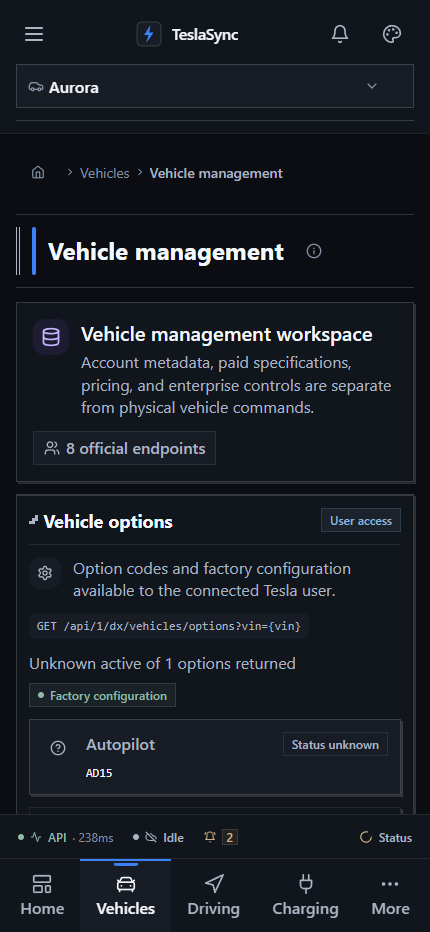 TeslaSync
Aurora
Vehicles
Vehicle management
Vehicle management
Vehicle management workspace
Account metadata, paid specifications,
pricing, and enterprise controls are separate
from physical vehicle commands.
8 official endpoints
Vehicle options
User access
Option codes and factory configuration
available to the connected Tesla user.
GET /api/1/dx/vehicles/options?vin={vin}
Unknown active of 1 options returned
Factory configuration
Autopilot
Status unknown
AD15
API · 238ms
Idle
2
Status
Home
Vehicles
Driving
Charging
More